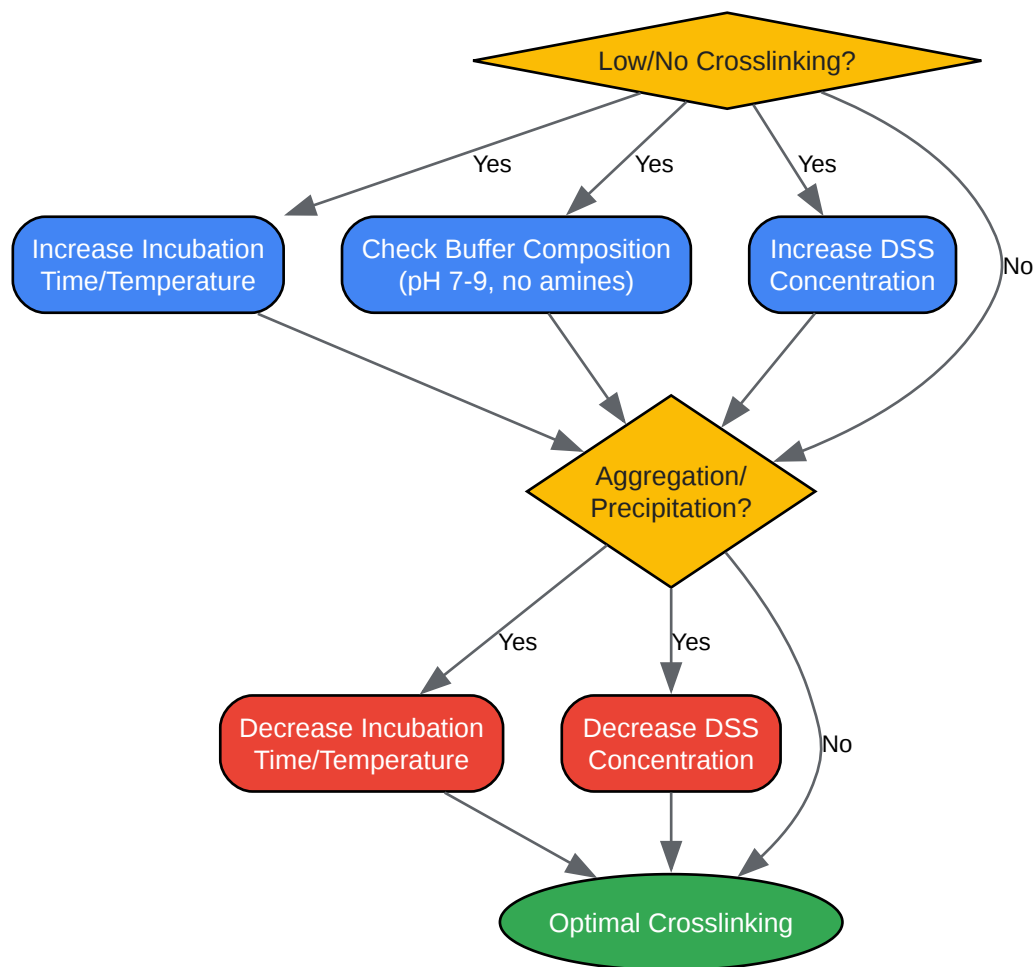 Low/No Crosslinking?
Yes
Yes
Yes
No
Increase Incubation
Time/Temperature
Check Buffer Composition
(pH 7-9, no amines)
Increase DSS
Concentration
Aggregation/
Precipitation?
Yes
Yes
No
Decrease Incubation
Time/Temperature
Decrease DSS
Concentration
Optimal Crosslinking